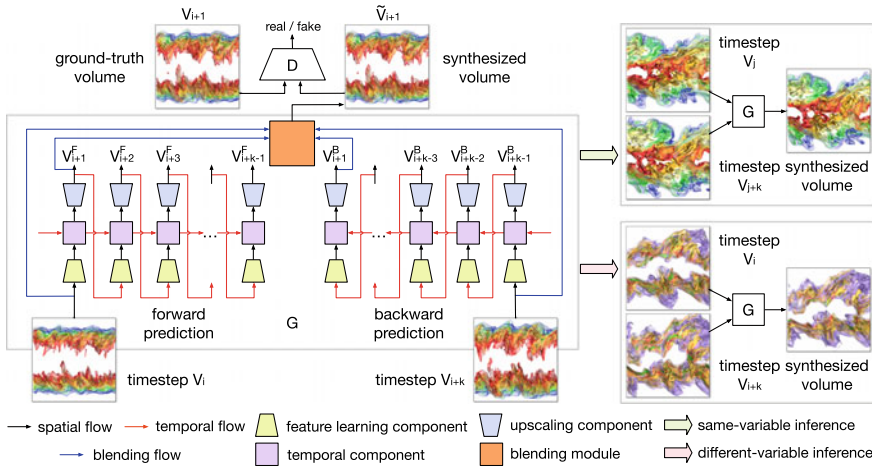 V_{i+1}
real / fake
Ṽ_{i+1}
ground-truth
volume
D
synthesized
volume
V^F_{i+1} V^F_{i+2} V^F_{i+3} V^F_{i+k-1} V^B_{i+1} V^B_{i+k-3} V^B_{i+k-2} V^B_{i+k-1}
... ...
forward
prediction
G
backward
prediction
timestep V_i
timestep V_{i+k}
timestep
V_j
G
timestep
V_{j+k}
synthesized
volume
timestep
V_i
G
timestep
V_{i+k}
synthesized
volume
spatial flow temporal flow feature learning component upscaling component same-variable inference
blending flow temporal component blending module different-variable inference